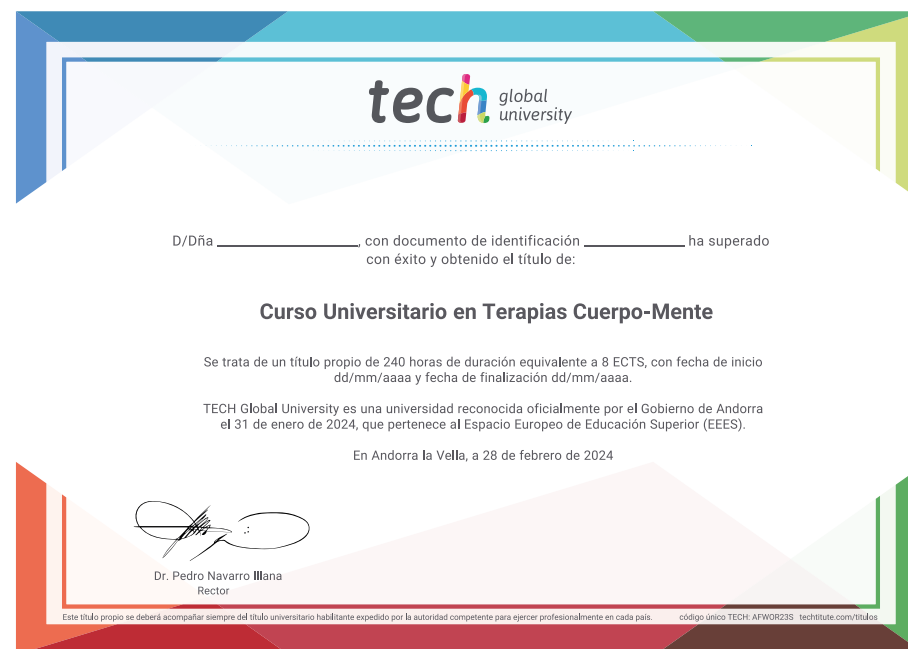 tech global university
D/Dña ____________________, con documento de identificación ______________ ha superado
con éxito y obtenido el título de:
Curso Universitario en Terapias Cuerpo-Mente
Se trata de un título propio de 240 horas de duración equivalente a 8 ECTS, con fecha de inicio
dd/mm/aaaa y fecha de finalización dd/mm/aaaa.
TECH Global University es una universidad reconocida oficialmente por el Gobierno de Andorra
el 31 de enero de 2024, que pertenece al Espacio Europeo de Educación Superior (EEES).
En Andorra la Vella, a 28 de febrero de 2024
Dr. Pedro Navarro Illana
Rector
Este título propio se deberá acompañar siempre del título universitario habilitante expedido por la autoridad competente para ejercer profesionalmente en cada país. código único TECH: AFWOR23S techtitute.com/titulos